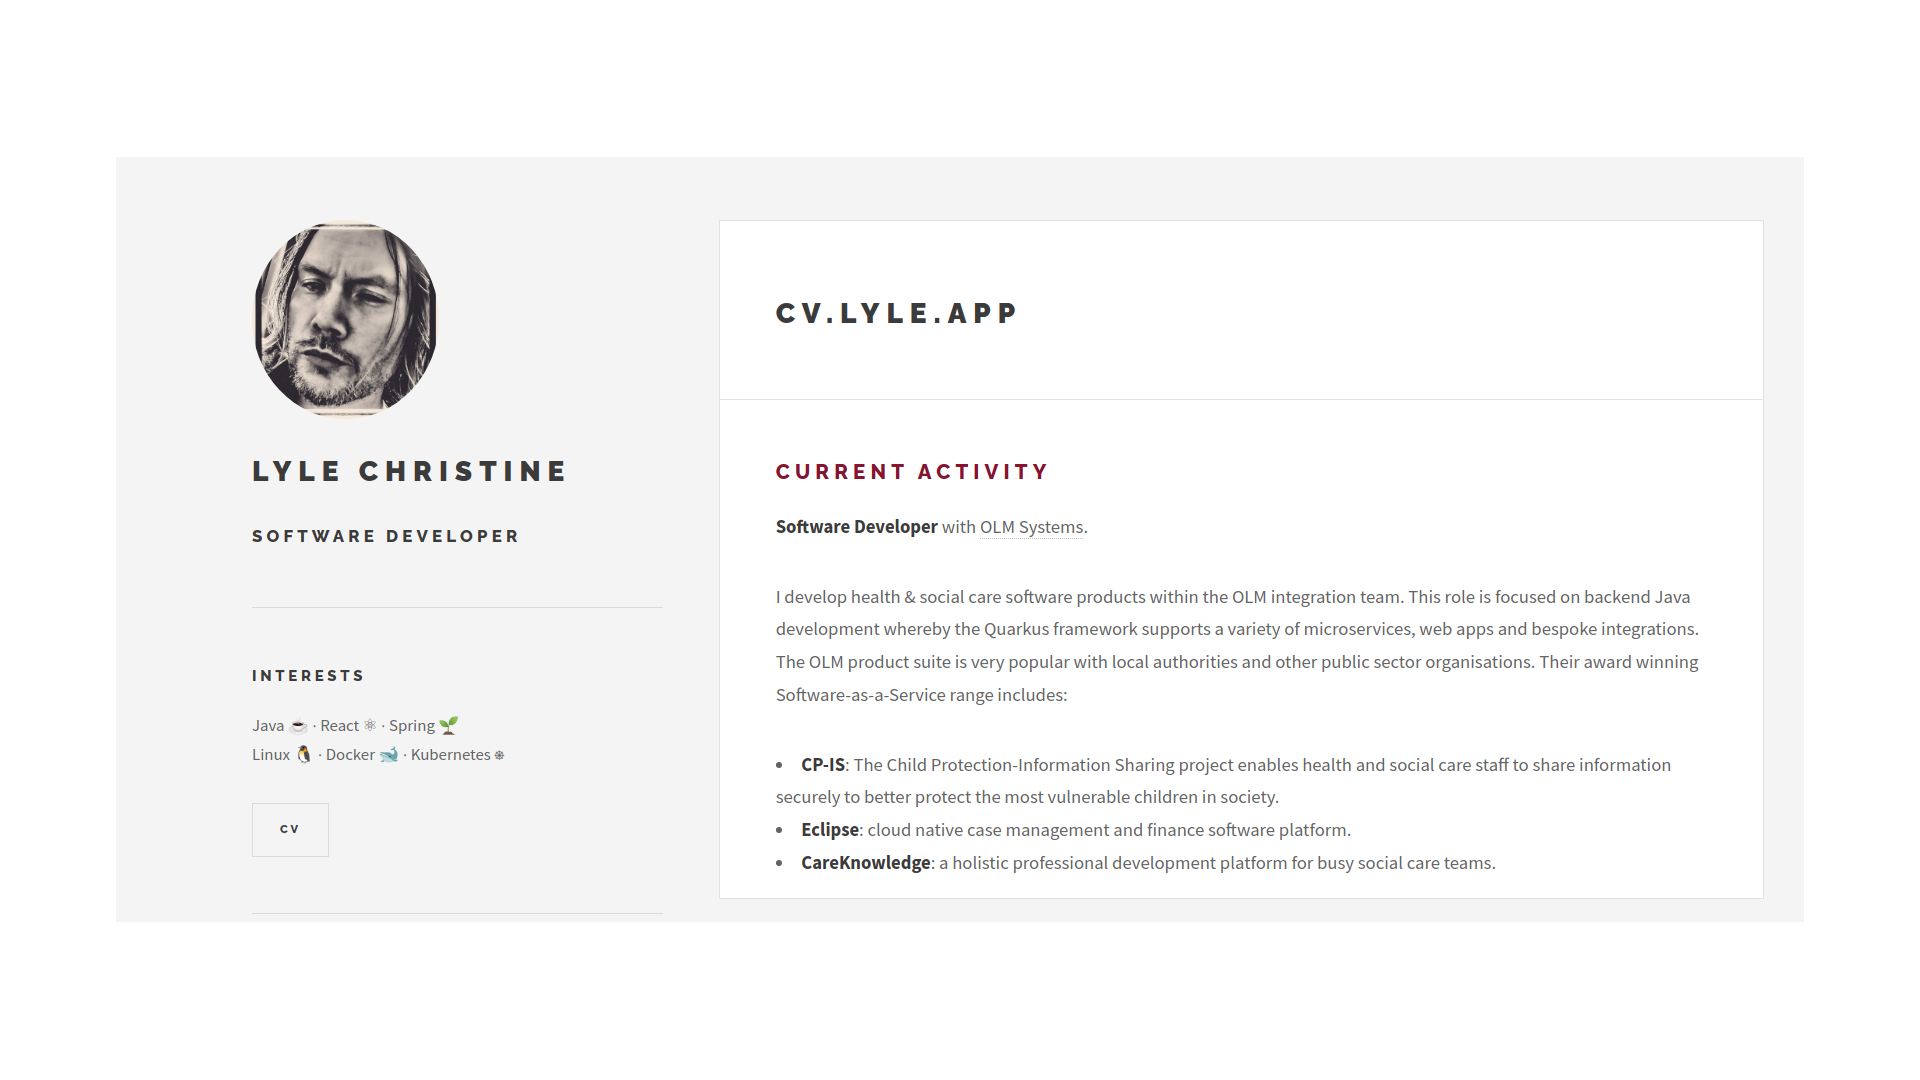 LYLE CHRISTINE
SOFTWARE DEVELOPER
INTERESTS
Java ☕ · React ⚛ · Spring 🌱
Linux 🐧 · Docker 🐋 · Kubernetes ⎈
CV
CV.LYLE.APP
CURRENT ACTIVITY
Software Developer with OLM Systems.
I develop health & social care software products within the OLM integration team. This role is focused on backend Java
development whereby the Quarkus framework supports a variety of microservices, web apps and bespoke integrations.
The OLM product suite is very popular with local authorities and other public sector organisations. Their award winning
Software-as-a-Service range includes:
• CP-IS: The Child Protection-Information Sharing project enables health and social care staff to share information
securely to better protect the most vulnerable children in society.
• Eclipse: cloud native case management and finance software platform.
• CareKnowledge: a holistic professional development platform for busy social care teams.